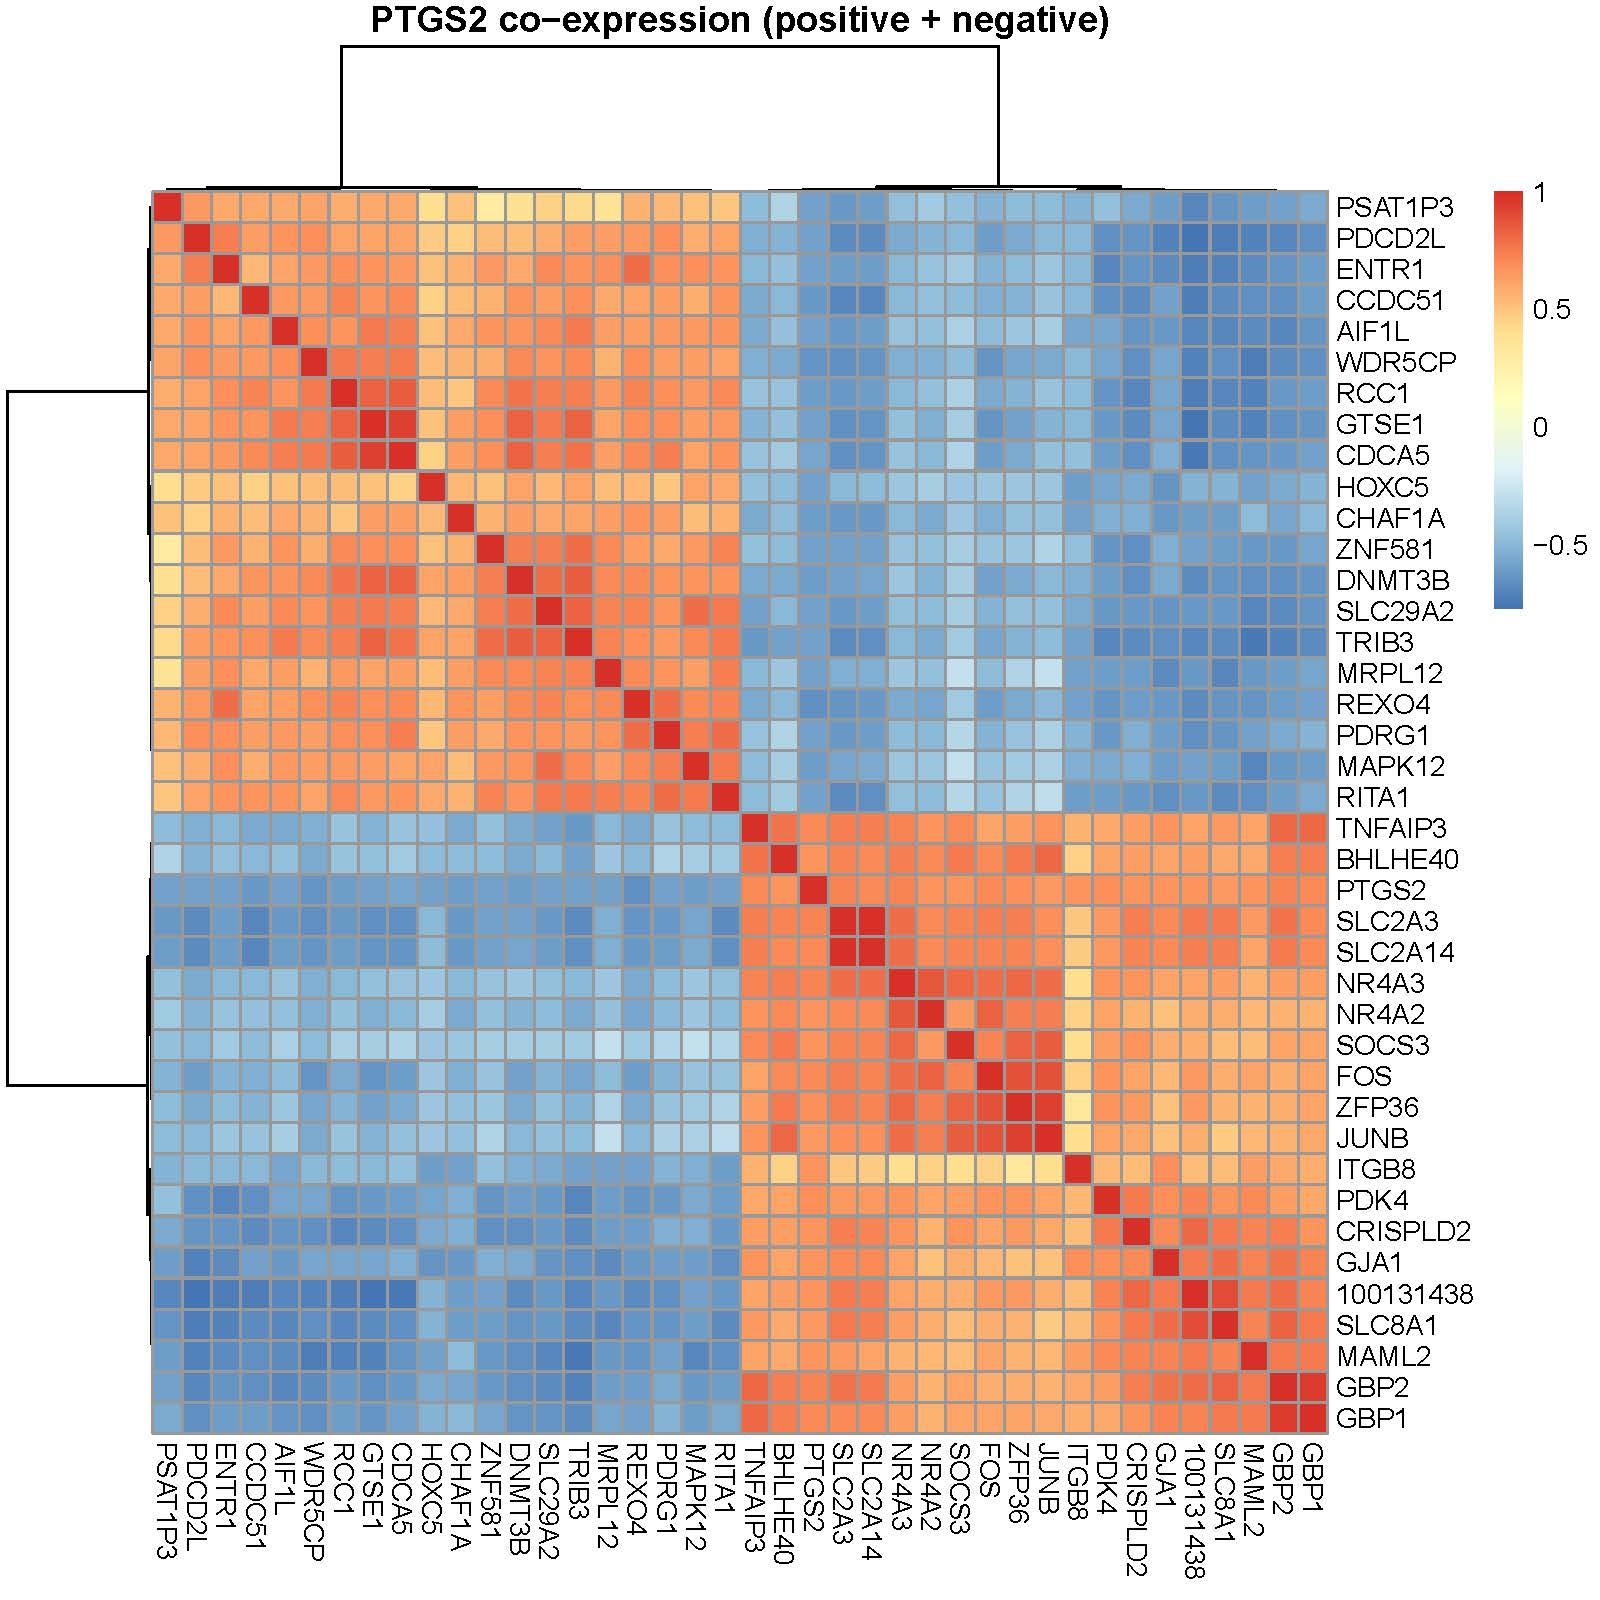 PTGS2 co−expression (positive + negative)
1
0.5
0
−0.5
PSAT1P3
PDCD2L
ENTR1
CCDC51
AIF1L
WDR5CP
RCC1
GTSE1
CDCA5
HOXC5
CHAF1A
ZNF581
DNMT3B
SLC29A2
TRIB3
MRPL12
REXO4
PDRG1
MAPK12
RITA1
TNFAIP3
BHLHE40
PTGS2
SLC2A3
SLC2A14
NR4A3
NR4A2
SOCS3
FOS
ZFP36
JUNB
ITGB8
PDK4
CRISPLD2
GJA1
100131438
SLC8A1
MAML2
GBP2
GBP1
PSAT1P3
PDCD2L
ENTR1
CCDC51
AIF1L
WDR5CP
RCC1
GTSE1
CDCA5
HOXC5
CHAF1A
ZNF581
DNMT3B
SLC29A2
TRIB3
MRPL12
REXO4
PDRG1
MAPK12
RITA1
TNFAIP3
BHLHE40
PTGS2
SLC2A3
SLC2A14
NR4A3
NR4A2
SOCS3
FOS
ZFP36
JUNB
ITGB8
PDK4
CRISPLD2
GJA1
100131438
SLC8A1
MAML2
GBP2
GBP1